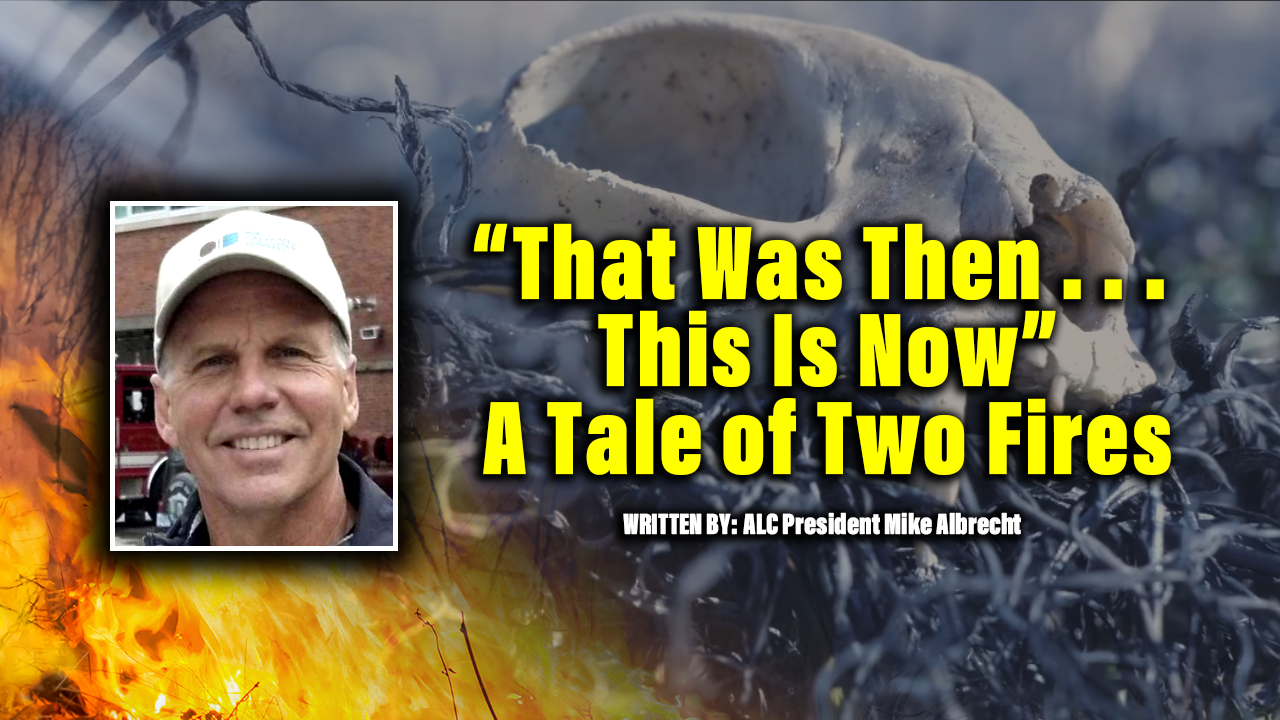 “That Was Then . . .
This Is Now”
A Tale of Two Fires
WRITTEN BY: ALC President Mike Albrecht